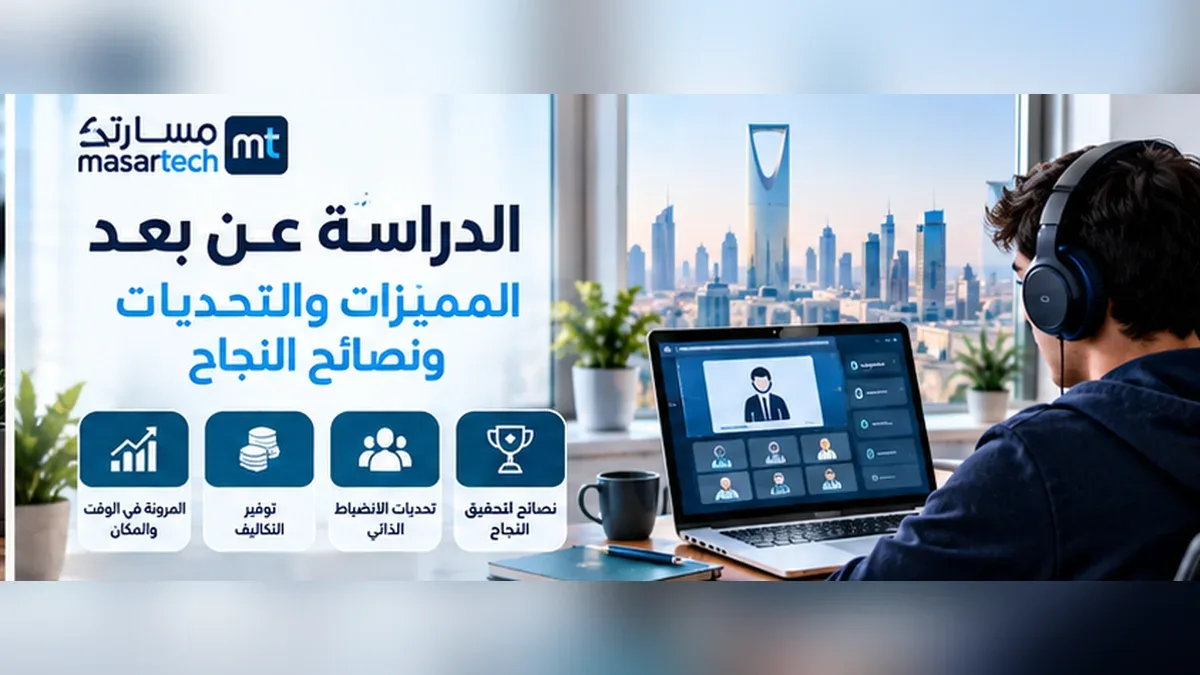 مسارتك
masartech
mt
الدراسة عن بعد
المميزات والتحديات
ونصائح النجاح
نصائح لتحقيق
النجاح
تحديات الانضباط
الذاتي
توفير
التكاليف
المرونة في الوقت
والمكان